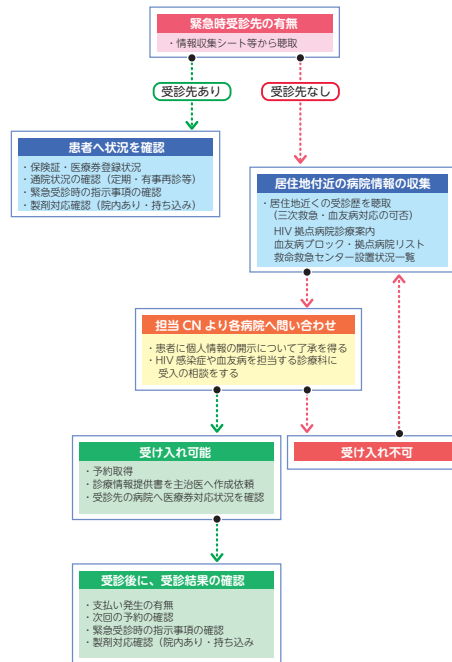 緊急時受診先の有無
・情報収集シート等から聴取
受診先あり
受診先なし
患者へ状況を確認
・保険証・医療券登録状況
・通院状況の確認（定期・有事再診等）
・緊急受診時の指示事項の確認
・製剤対応確認（院内あり・持ち込み）
居住地付近の病院情報の収集
・居住地近くの受診歴を聴取
（三次救急・血友病対応の可否）
HIV 拠点病院診療案内
血友病ブロック・拠点病院リスト
救命救急センター設置状況一覧
担当 CN より各病院へ問い合わせ
・患者に個人情報の開示について了承を得る
・HIV 感染症や血友病を担当する診療科に
受入の相談をする
受け入れ可能
・予約取得
・診療情報提供書を主治医へ作成依頼
・受診先の病院へ医療券対応状況を確認
受け入れ不可
受診後に、受診結果の確認
・支払い発生の有無
・次回の予約の確認
・緊急受診時の指示事項の確認
・製剤対応確認（院内あり・持ち込み